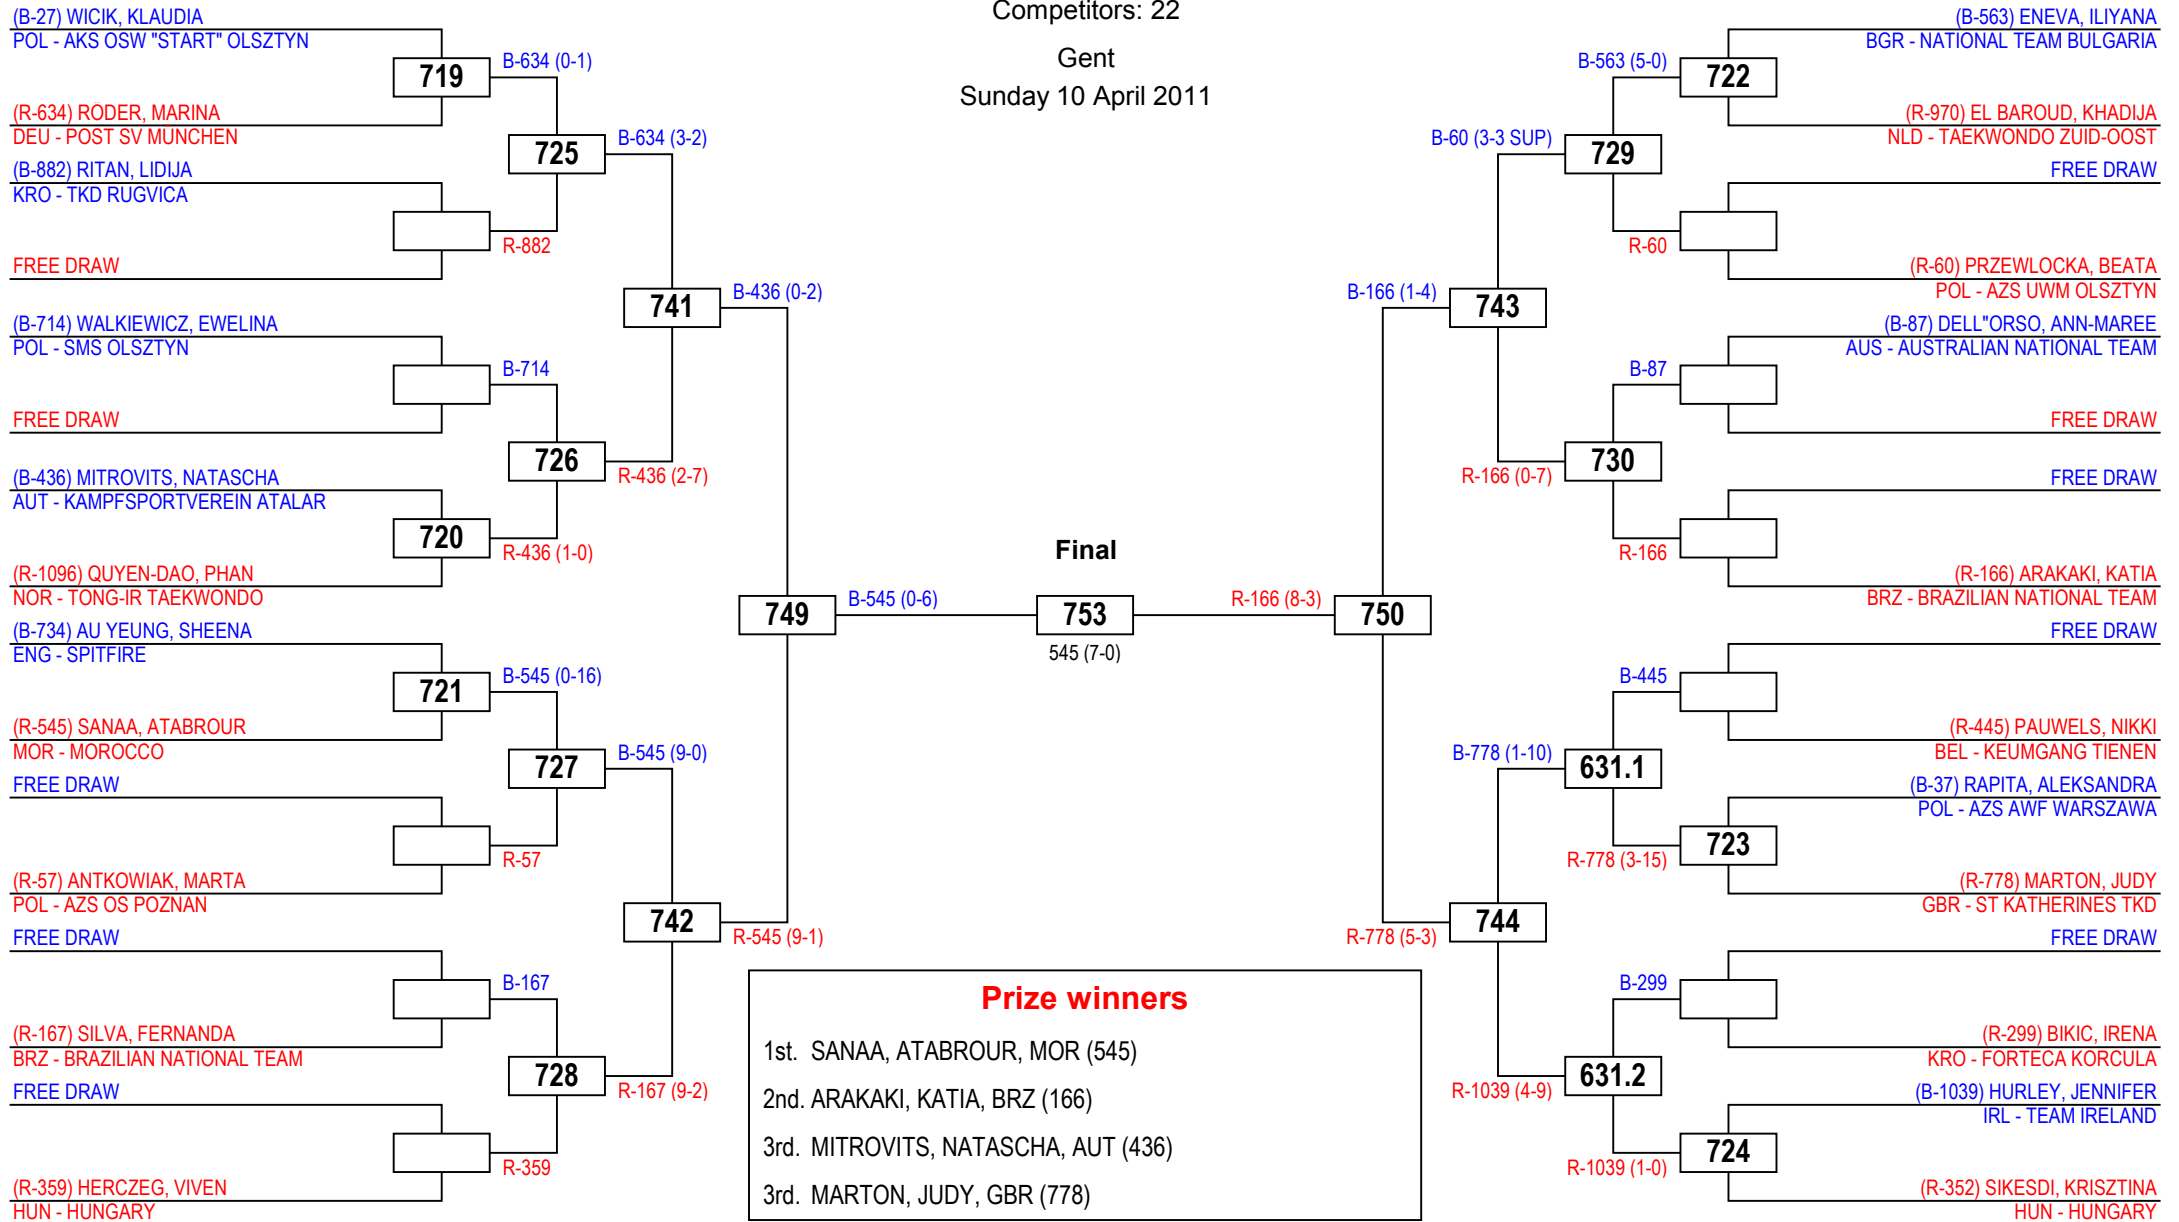 Competitors: 22
Gent
Sunday 10 April 2011
(B-27) WICIK, KLAUDIA
POL - AKS OSW "START" OLSZTYN
719
B-634 (0-1)
(R-634) RÖDER, MARINA
DEU - POST SV MÜNCHEN
725
B-634 (3-2)
(B-882) RITAN, LIDIJA
KRO - TKD RUGVICA
R-882
FREE DRAW
741
B-436 (0-2)
(B-714) WALKIEWICZ, EWELINA
POL - SMS OLSZTYN
B-714
FREE DRAW
726
R-436 (2-7)
(B-436) MITROVITS, NATASCHA
AUT - KAMPFSPORTVEREIN ATALAR
720
R-436 (1-0)
(R-1096) QUYEN-DAO, PHAN
NOR - TONG-IR TAEKWONDO
749
B-545 (0-6)
(B-734) AU YEUNG, SHEENA
ENG - SPITFIRE
721
B-545 (0-16)
(R-545) SANAA, ATABROUR
MOR - MOROCCO
727
B-545 (9-0)
FREE DRAW
R-57
(R-57) ANTKOWIAK, MARTA
POL - AZS OS POZNAN
742
R-545 (9-1)
FREE DRAW
B-167
(R-167) SILVA, FERNANDA
BRZ - BRAZILIAN NATIONAL TEAM
728
R-167 (9-2)
FREE DRAW
R-359
(R-359) HERCZEG, VIVEN
HUN - HUNGARY
Final
753
545 (7-0)
(B-563) ENEVA, ILIYANA
BGR - NATIONAL TEAM BULGARIA
B-563 (5-0)
722
(R-970) EL BAROUD, KHADIJA
NLD - TAEKWONDO ZUID-OOST
B-60 (3-3 SUP)
729
FREE DRAW
R-60
(R-60) PRZEWLOCKA, BEATA
POL - AZS UWM OLSZTYN
B-166 (1-4)
743
(B-87) DELL"ORSO, ANN-MAREE
AUS - AUSTRALIAN NATIONAL TEAM
B-87
FREE DRAW
R-166 (0-7)
730
FREE DRAW
R-166
(R-166) ARAKAKI, KATIA
BRZ - BRAZILIAN NATIONAL TEAM
R-166 (8-3)
750
FREE DRAW
B-445
(R-445) PAUWELS, NIKKI
BEL - KEUMGANG TIENEN
B-778 (1-10)
631.1
(B-37) RAPITA, ALEKSANDRA
POL - AZS AWF WARSZAWA
R-778 (3-15)
723
(R-778) MARTON, JUDY
GBR - ST KATHERINES TKD
R-778 (5-3)
744
FREE DRAW
B-299
(R-299) BIKIC, IRENA
KRO - FORTECA KORCULA
R-1039 (4-9)
631.2
(B-1039) HURLEY, JENNIFER
IRL - TEAM IRELAND
R-1039 (1-0)
724
(R-352) SIKESDI, KRISZTINA
HUN - HUNGARY
Prize winners
1st. SANAA, ATABROUR, MOR (545)
2nd. ARAKAKI, KATIA, BRZ (166)
3rd. MITROVITS, NATASCHA, AUT (436)
3rd. MARTON, JUDY, GBR (778)